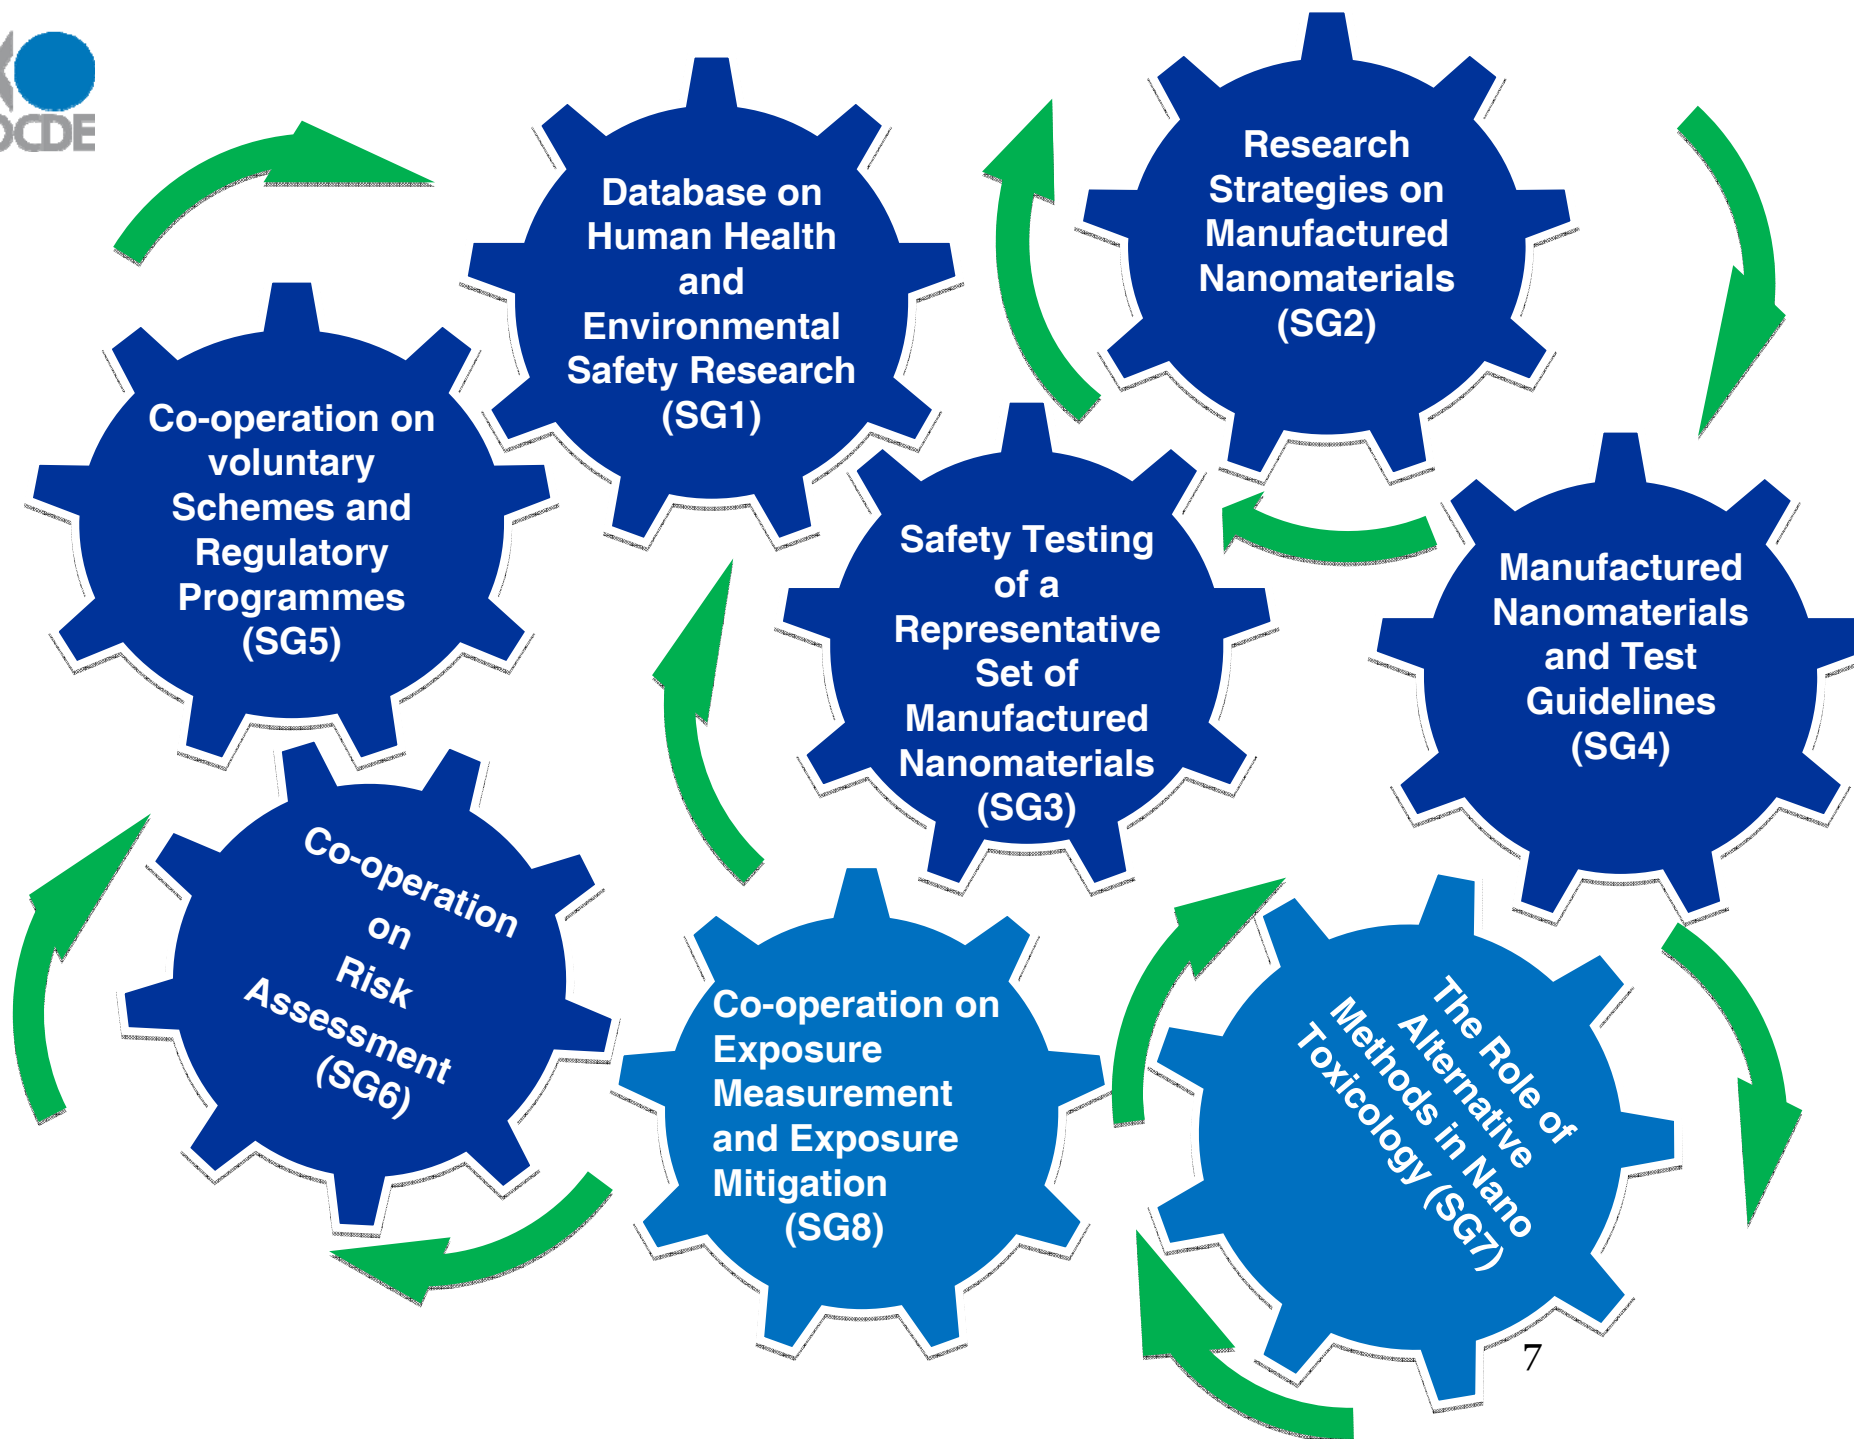 OCDE
Database on
Human Health
and
Environmental
Safety Research
(SG1)
Research
Strategies on
Manufactured
Nanomaterials
(SG2)
Co-operation on
voluntary
Schemes and
Regulatory
Programmes
(SG5)
Safety Testing
of a
Representative
Set of
Manufactured
Nanomaterials
(SG3)
Manufactured
Nanomaterials
and Test
Guidelines
(SG4)
Co-operation
on
Risk
Assessment
(SG6)
Co-operation on
Exposure
Measurement
and Exposure
Mitigation
(SG8)
The Role of
Alternative
Methods in Nano
Toxicology (SG7)
7